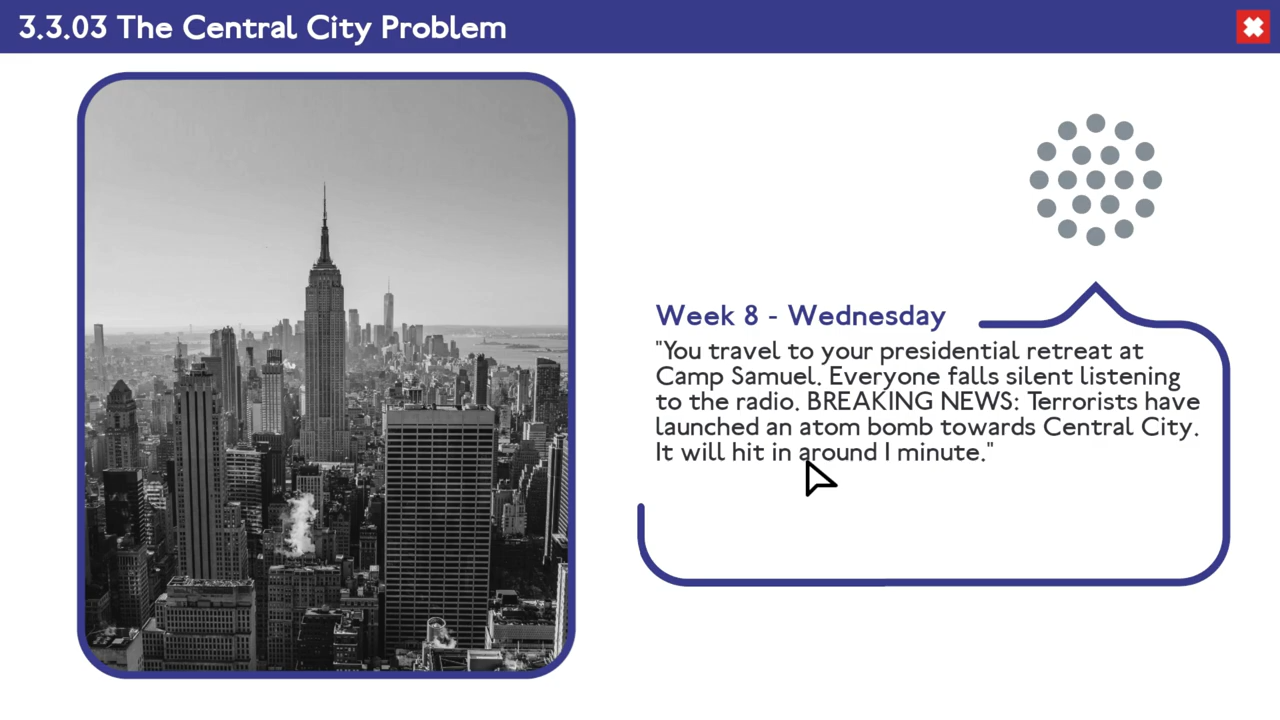 3.3.03 The Central City Problem
Week 8 - Wednesday
"You travel to your presidential retreat at
Camp Samuel. Everyone falls silent listening
to the radio. BREAKING NEWS: Terrorists have
launched an atom bomb towards Central City.
It will hit in around 1 minute."